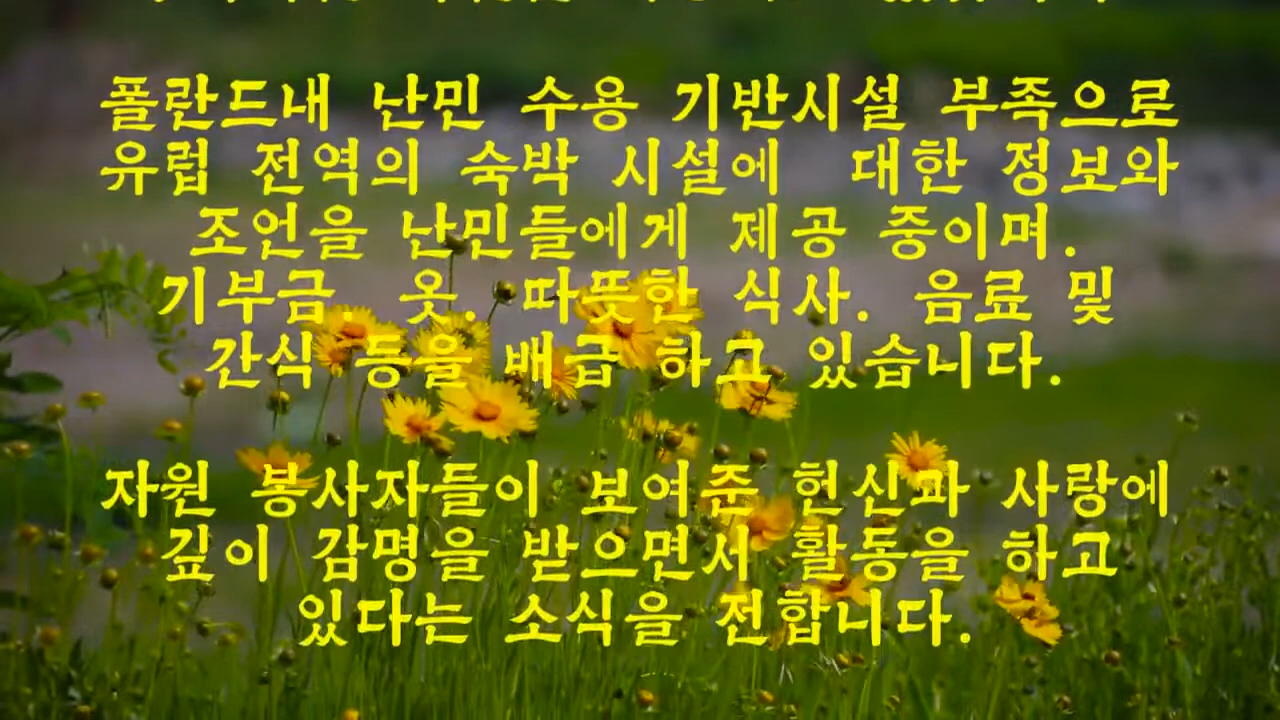 폴란드내 난민 수용 기반시설 부족으로
유럽 전역의 숙박 시설에 대한 정보와
조언을 난민들에게 제공 중이며.
기부금. 옷. 따뜻한 식사. 음료 및
간식 등을 배급 하고 있습니다.
자원 봉사자들이 보여준 헌신과 사랑에
깊이 감명을 받으면서 활동을 하고
있다는 소식을 전합니다.